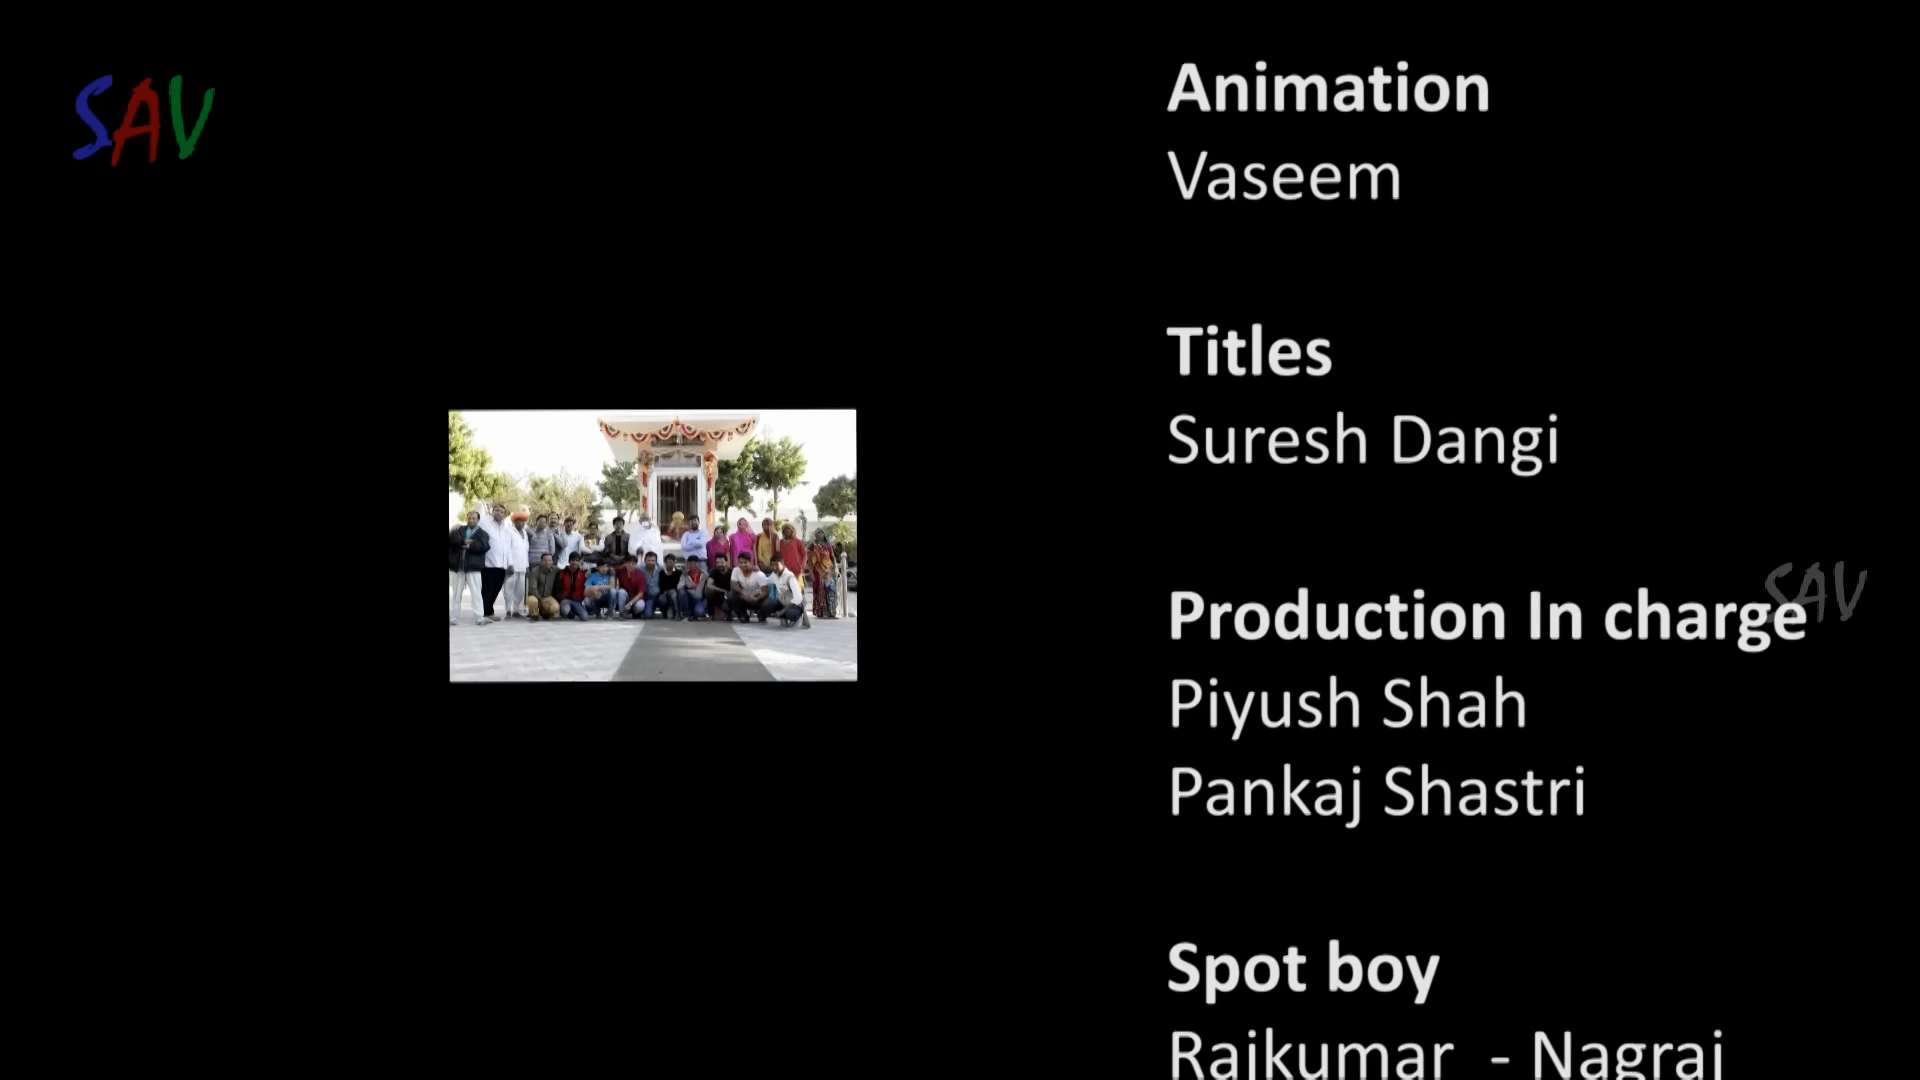 SAV
Animation
Vaseem
Titles
Suresh Dangi
Production In charge
SAV
Piyush Shah
Pankaj Shastri
Spot boy
Rajkumar - Nagraj